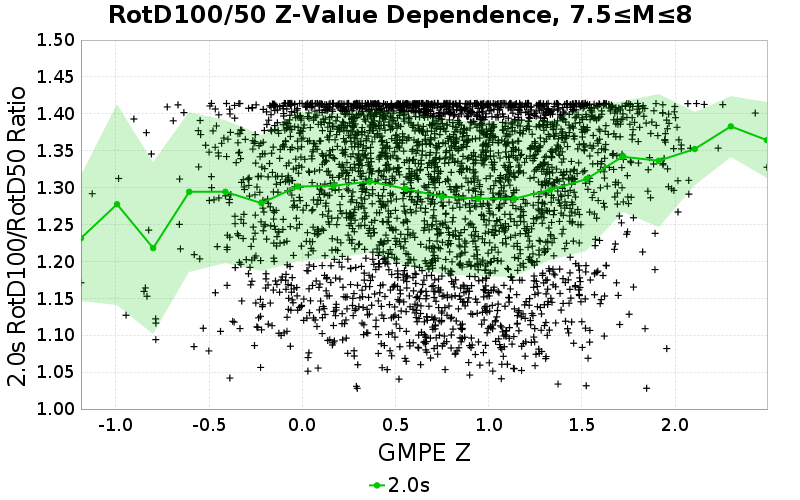 RotD100/50 Z-Value Dependence, 7.5≤M≤8
2.0s RotD100/RotD50 Ratio
1.50
1.45
1.40
1.35
1.30
1.25
1.20
1.15
1.10
1.05
1.00
-1.0 -0.5 0.0 0.5 1.0 1.5 2.0
GMPE Z
2.0s